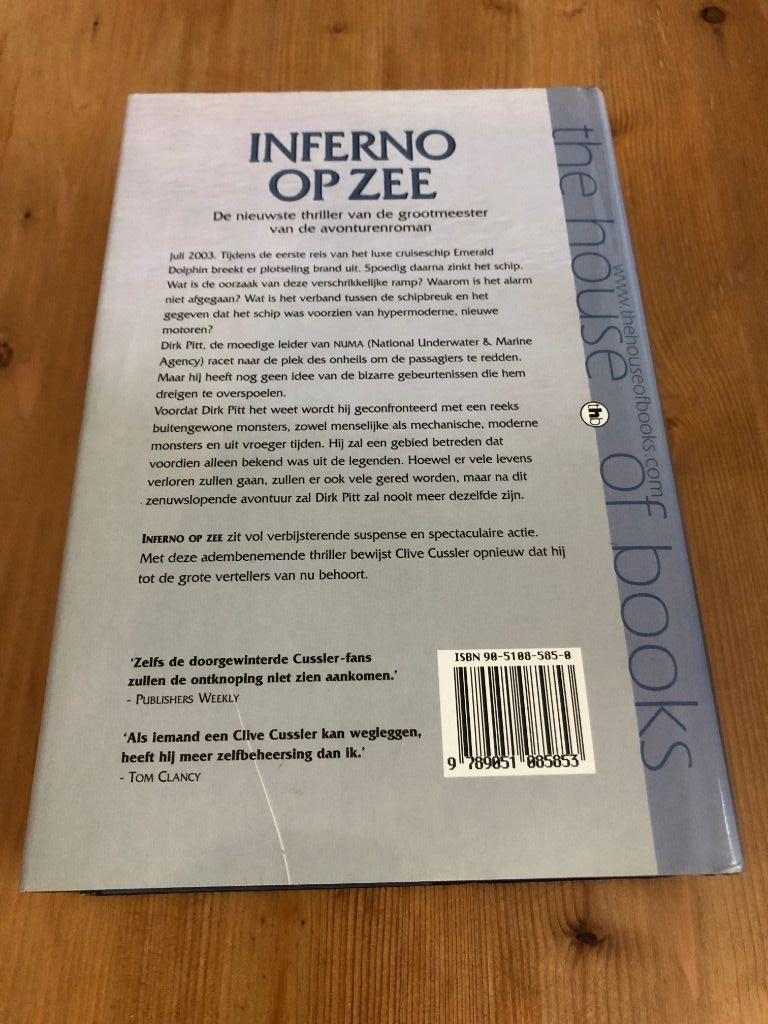 INFERNO
OP ZEE
De nieuwste thriller van de grootmeester
van de avonturenroman
Juli 2003. Tijdens de eerste reis van het luxe cruiseschip Emerald
Dolphin breekt er plotseling brand uit. Spoedig daarna zinkt het schip.
Wat is de oorzaak van deze verschrikkelijke ramp? Waarom is het alarm
niet afgegaan? Wat is het verband tussen de schipbreuk en het
gegeven dat het schip was voorzien van hypermoderne, nieuwe
motoren?
Dirk Pitt, de moedige leider van NUMA (National Underwater & Marine
Agency) racet naar de plek des onheils om de passagiers te redden.
Maar hij heeft nog geen idee van de bizarre gebeurtenissen die hem
dreigen te overspoelen.
Voordat Dirk Pitt het weet wordt hij geconfronteerd met een reeks
buitengewone monsters, zowel menselijke als mechanische, moderne
monsters en uit vroeger tijden. Hij zal een gebied betreden dat
voordien alleen bekend was uit de legenden. Hoewel er vele levens
verloren zullen gaan, zullen er ook vele gered worden, maar na dit
zenuwslopende avontuur zal Dirk Pitt zal nooit meer dezelfde zijn.
INFERNO OP ZEE zit vol verbijsterende suspense en spectaculaire actie.
Met deze adembenemende thriller bewijst Clive Cussler opnieuw dat hij
tot de grote vertellers van nu behoort.
'Zelfs de doorgewinterde Cussler-fans
zullen de ontknoping niet zien aankomen.'
- PUBLISHERS WEEKLY
'Als iemand een Clive Cussler kan wegleggen,
heeft hij meer zelfbeheersing dan ik.'
- TOM CLANCY
ISBN 90-5108-585-0
9 789051 085853
the house of books
www.thehouseofbooks.com
thb